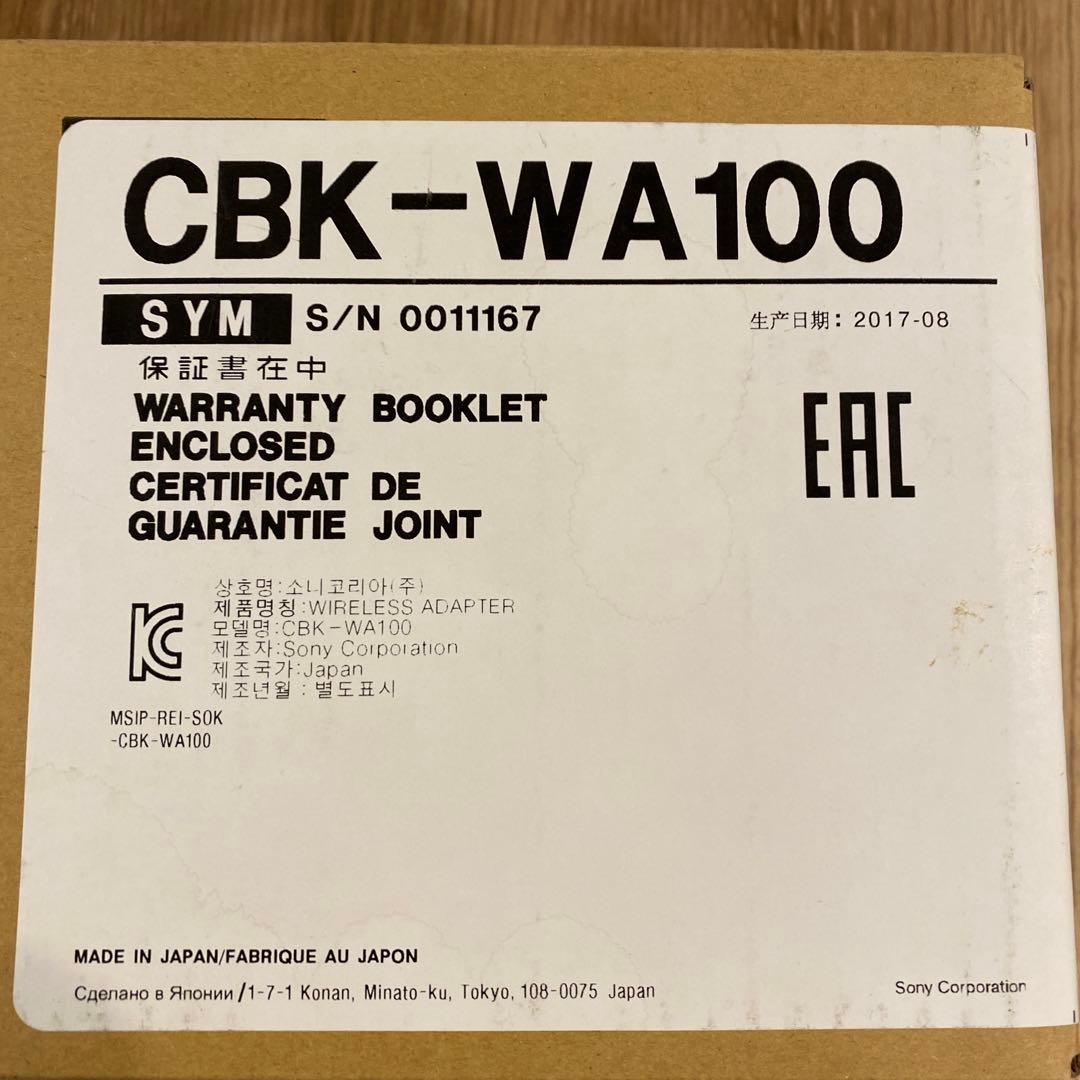 CBK-WA100
SYM S/N 0011167
生产日期: 2017-08
保証書在中
WARRANTY BOOKLET
ENCLOSED
CERTIFICAT DE
GUARANTIE JOINT
EAC
상호명:소니코리아(주)
제품명칭:WIRELESS ADAPTER
모델명:CBK-WA100
제조자:Sony Corporation
제조국가:Japan
제조년월 : 별도표시
KC
MSIP-REI-SOK
-CBK-WA100
MADE IN JAPAN/FABRIQUE AU JAPON
Сделано в Японии /1-7-1 Konan, Minato-ku, Tokyo, 108-0075 Japan
Sony Corporation